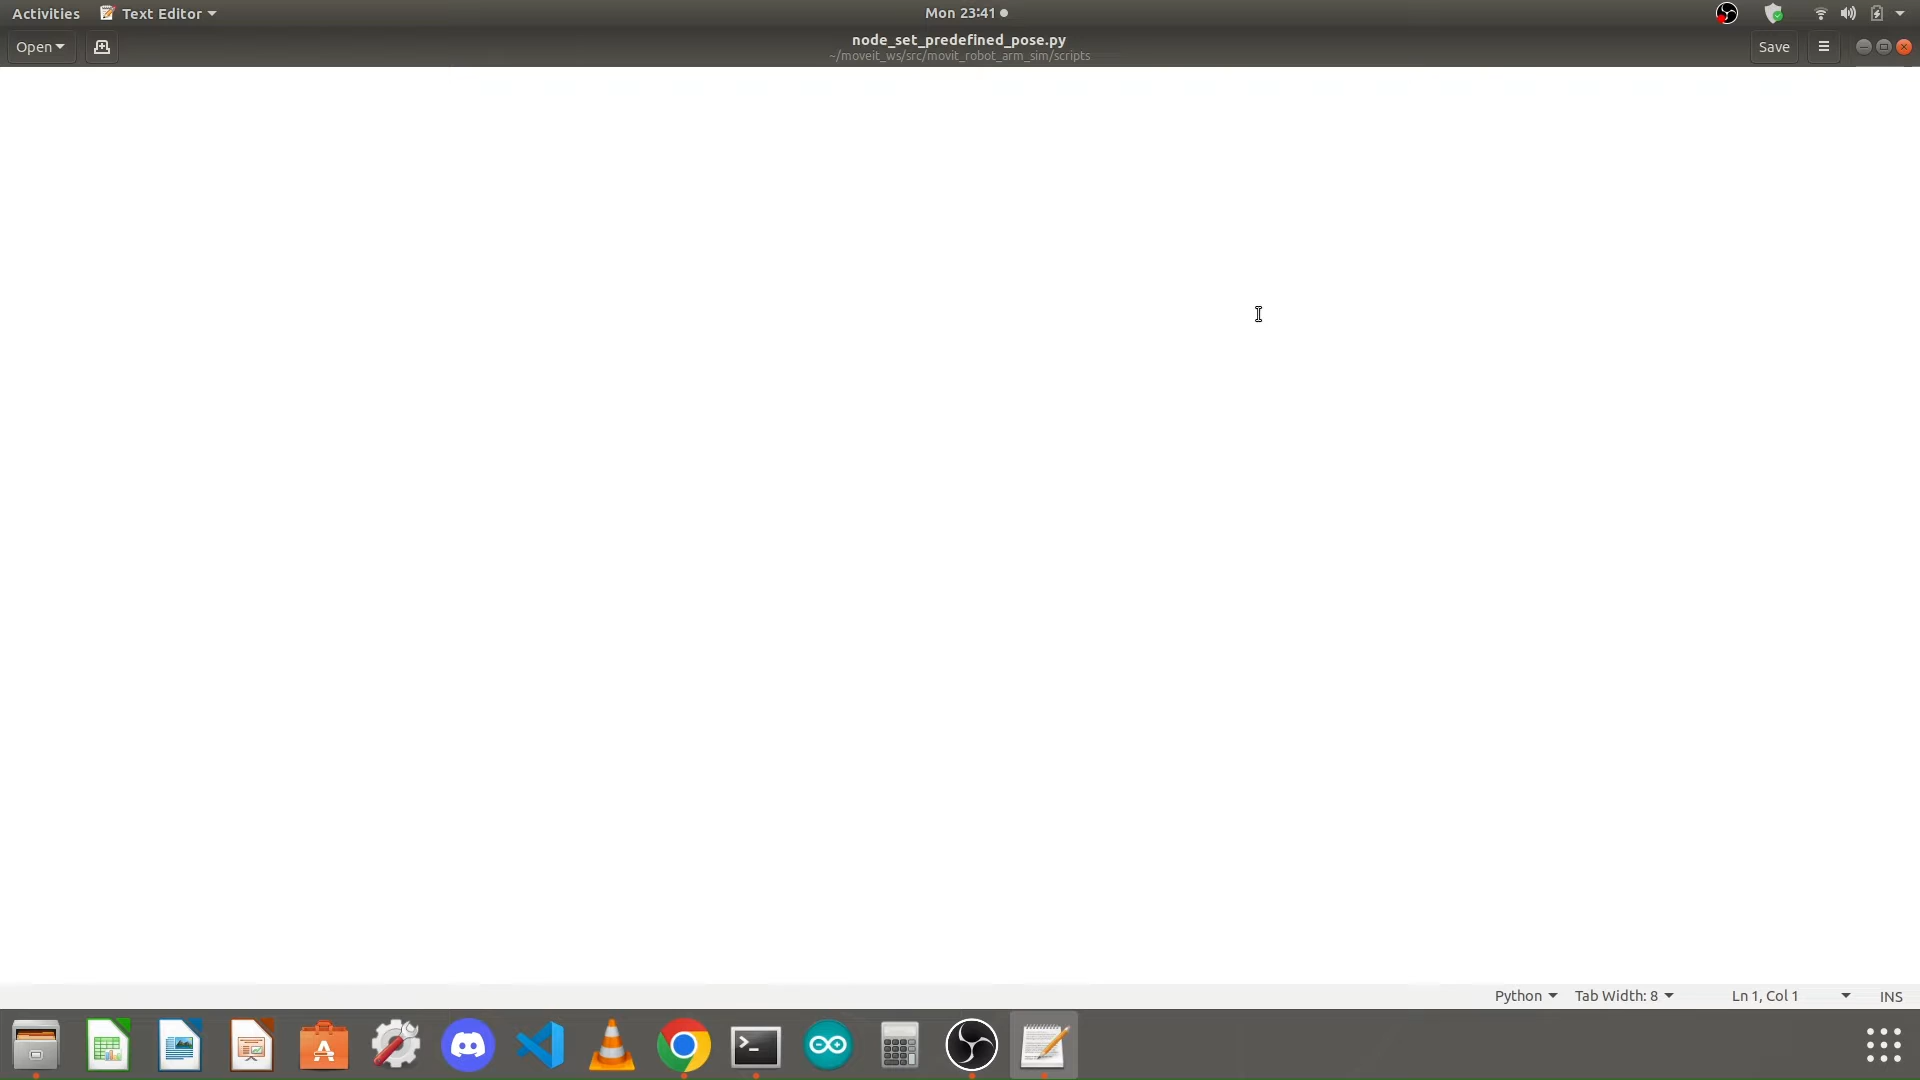 Activities Text Editor Mon 23:41
Open node_set_predefined_pose.py Save
~/moveit_ws/src/movit_robot_arm_sim/scripts
Python Tab Width: 8 Ln 1, Col 1 INS